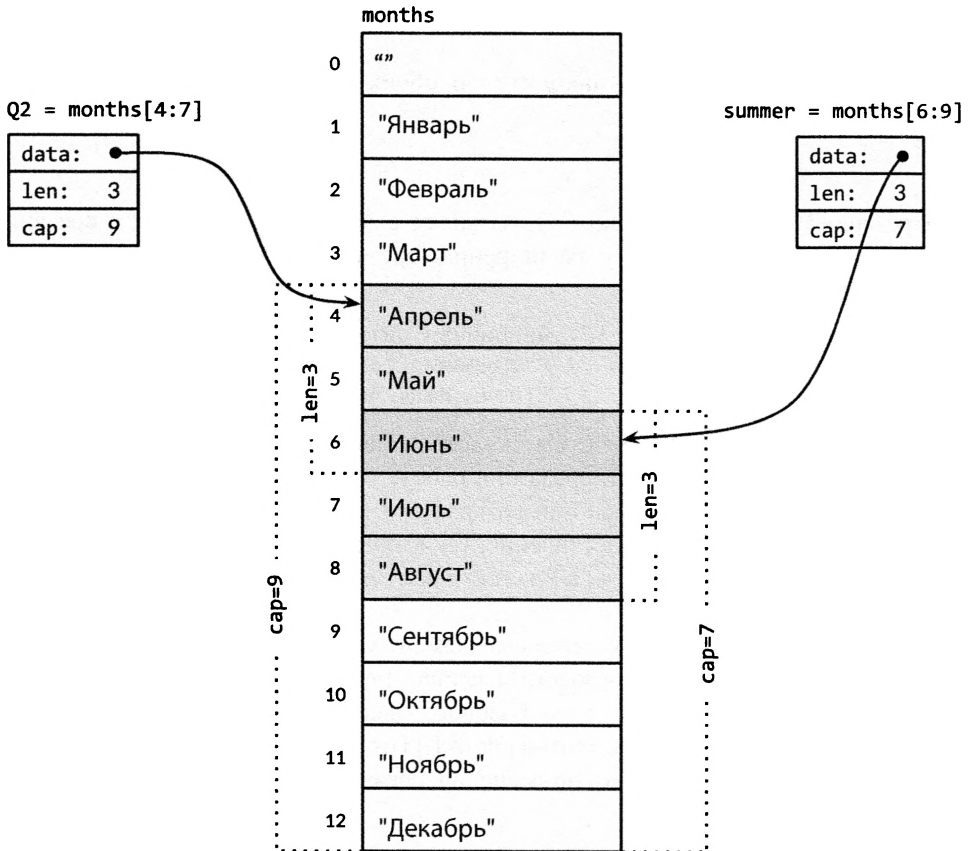 months
Q2 = months[4:7]
data:
len: 3
cap: 9
summer = months[6:9]
data:
len: 3
cap: 7
0 “”
1 "Январь"
2 "Февраль"
3 "Март"
4 "Апрель"
5 "Май"
6 "Июнь"
7 "Июль"
8 "Август"
9 "Сентябрь"
10 "Октябрь"
11 "Ноябрь"
12 "Декабрь"
len=3
cap=9
len=3
cap=7